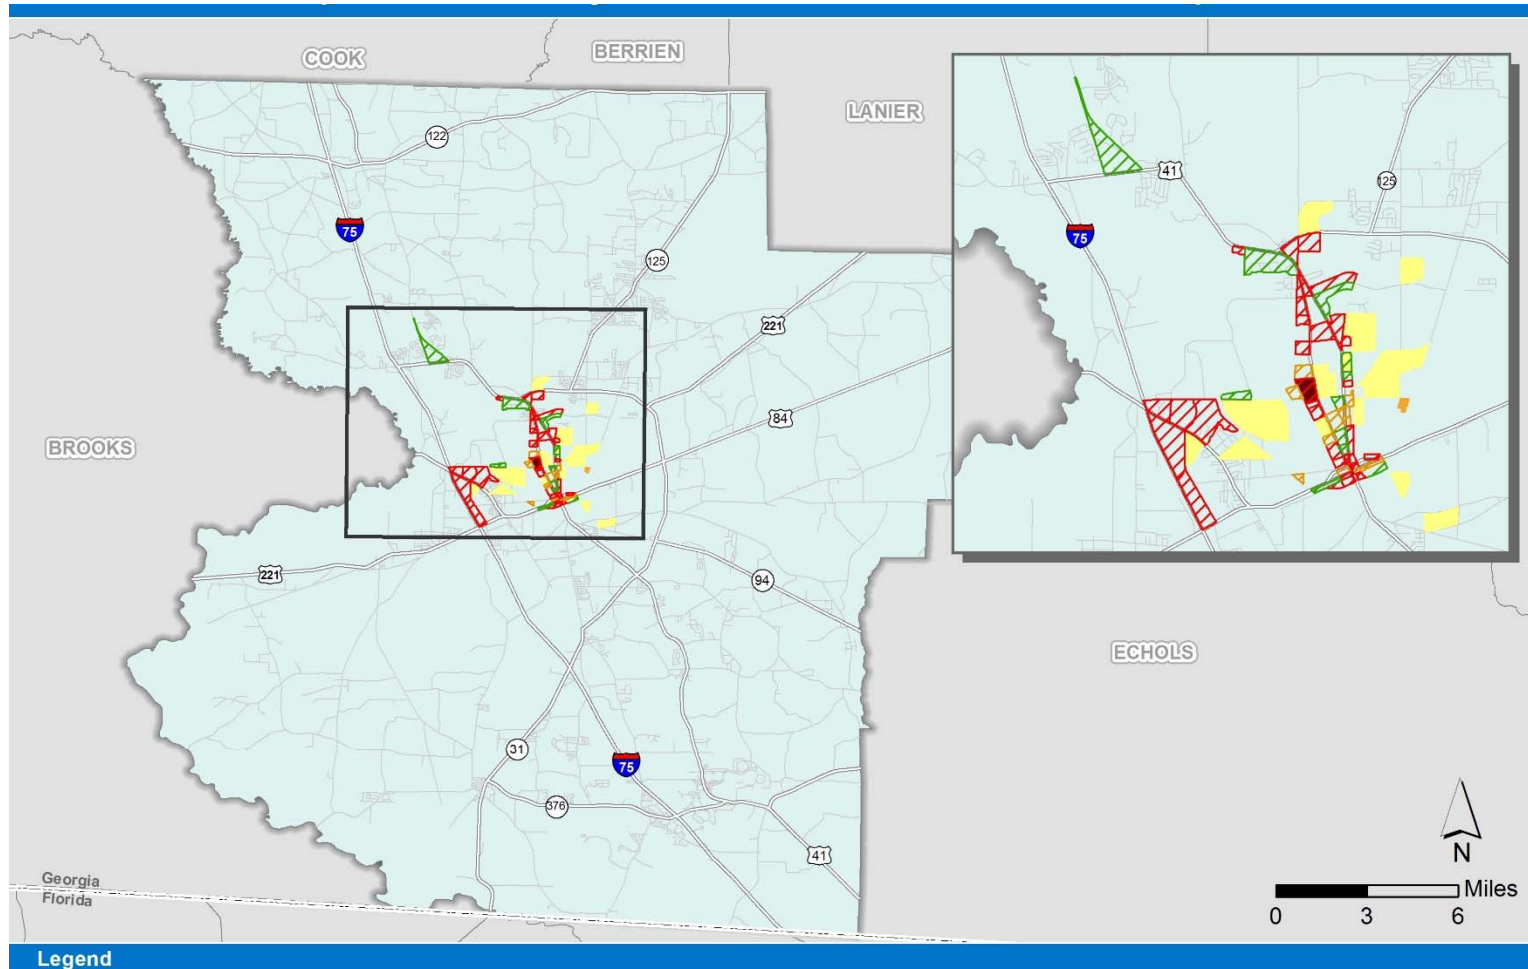 COOK
BERRIEN
LANIER
122
41
125
75
75
125
221
84
BROOKS
221
94
ECHOLS
31
75
376
41
N
Georgia
Florida
Miles
0 3 6
Legend